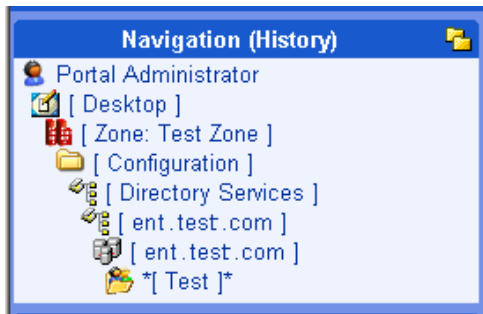 Navigation (History)
Portal Administrator
[ Desktop ]
[ Zone: Test Zone ]
[ Configuration ]
[ Directory Services ]
[ ent.test.com ]
[ ent.test.com ]
*[ Test ]*